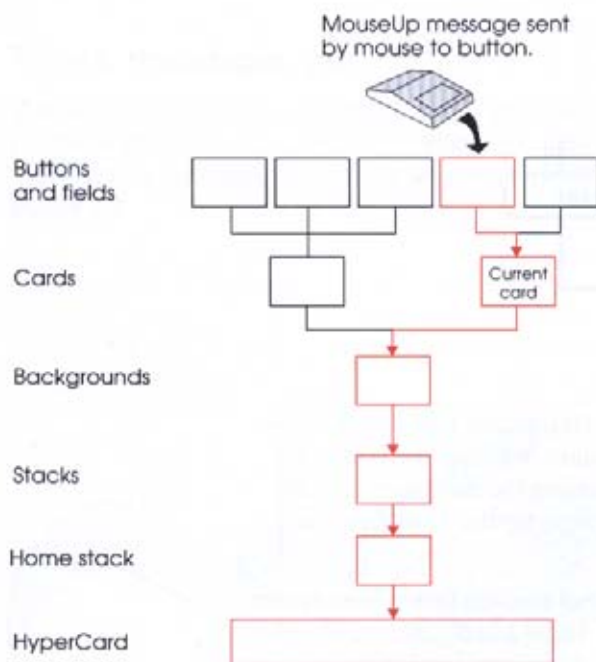 MouseUp message sent
by mouse to button.
Buttons
and fields
Cards
Current
card
Backgrounds
Stacks
Home stack
HyperCard